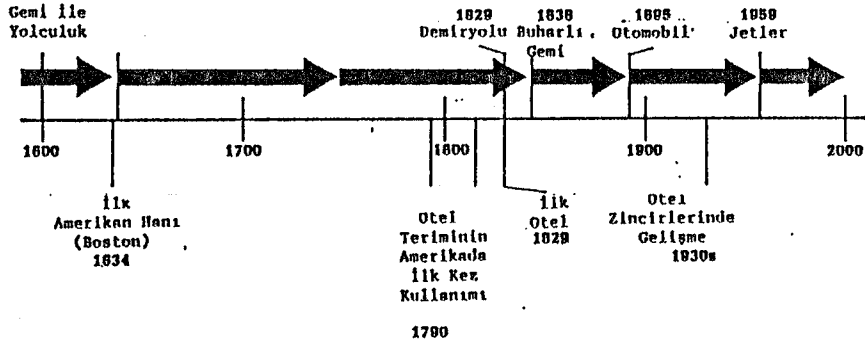 Gemi İle
Yolculuk
1829
Demiryolu
1838
Buharlı
Gemi
1895
Otomobil
1959
Jetler
1600
1700
1800
1900
2000
İlk
Amerikan Hanı
(Boston)
1634
Otel
Teriminin
Amerikada
İlk Kez
Kullanımı
1790
İlk
Otel
1829
Otel
Zincirlerinde
Gelişme
1930s